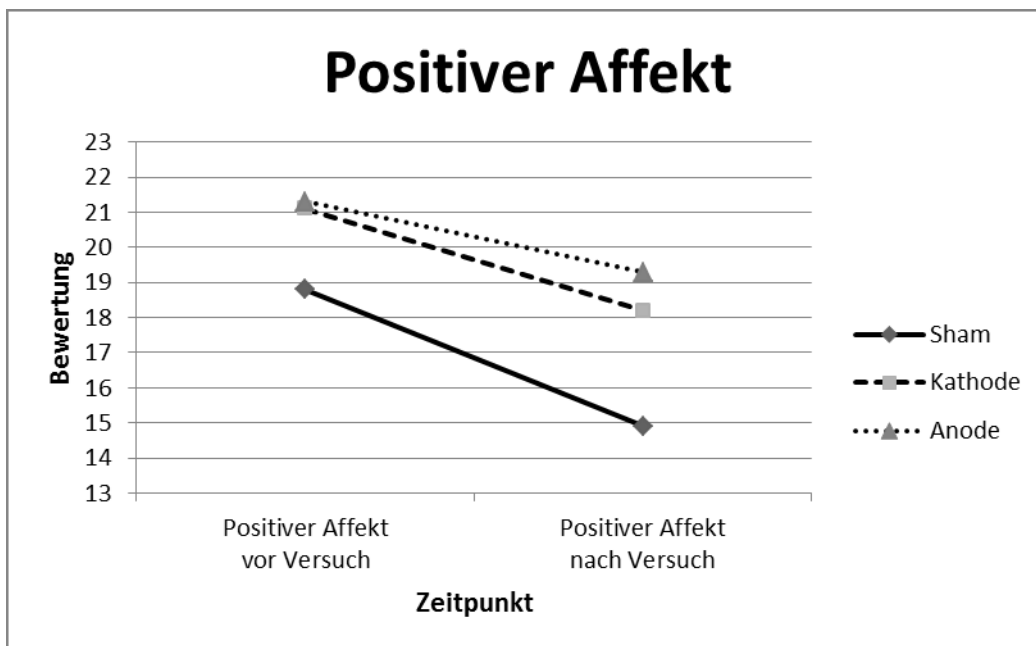 Positiver Affekt
23
22
21
20
19
18
17
16
15
14
13
Bewertung
Positiver Affekt
vor Versuch
Positiver Affekt
nach Versuch
Zeitpunkt
Sham
Kathode
Anode